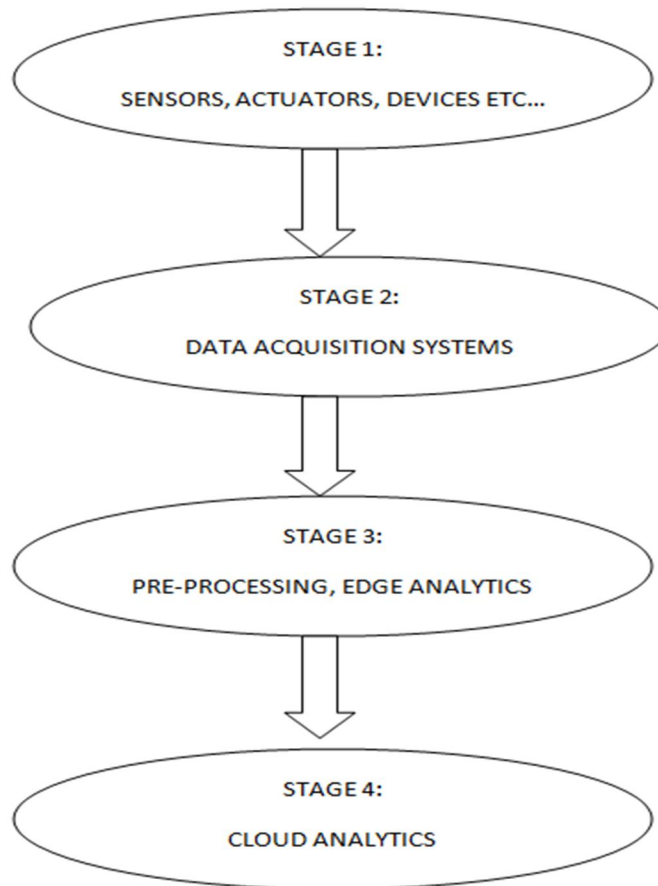 STAGE 1:
SENSORS, ACTUATORS, DEVICES ETC...
STAGE 2:
DATA ACQUISITION SYSTEMS
STAGE 3:
PRE-PROCESSING, EDGE ANALYTICS
STAGE 4:
CLOUD ANALYTICS